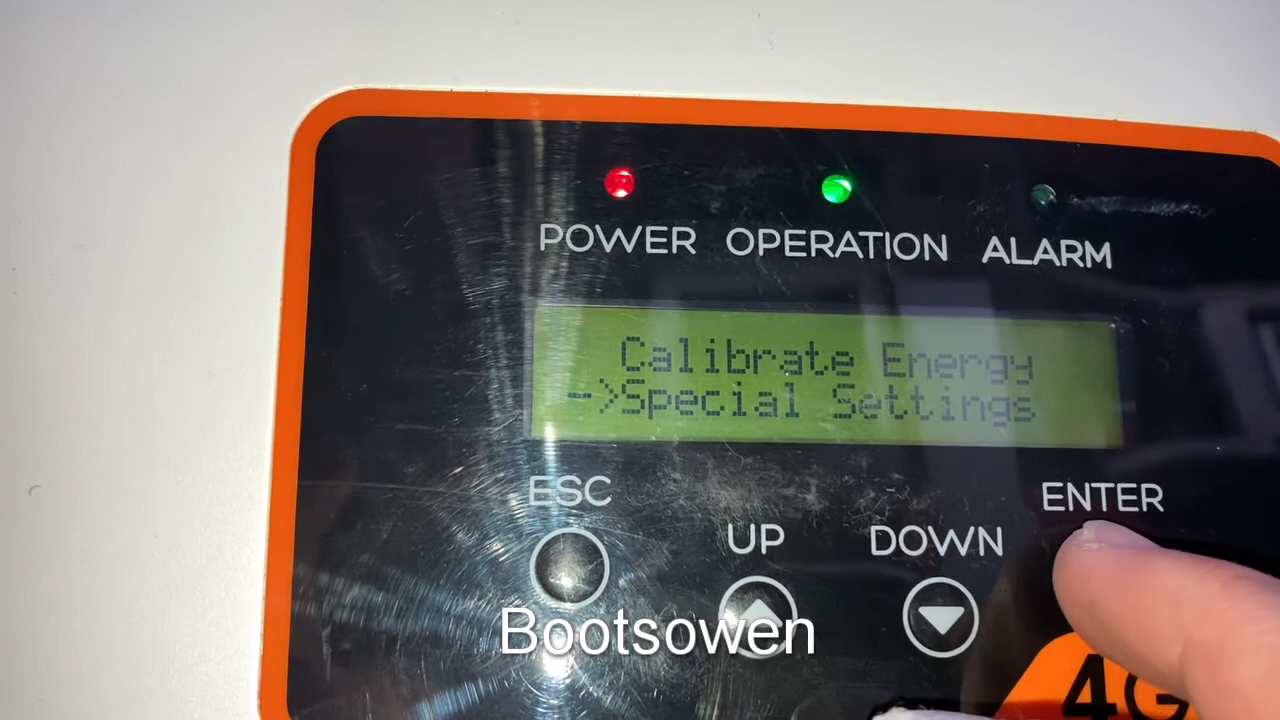 POWER OPERATION ALARM
Calibrate Energy
->Special Settings
ESC
ENTER
UP
DOWN
Bootsowen
4G